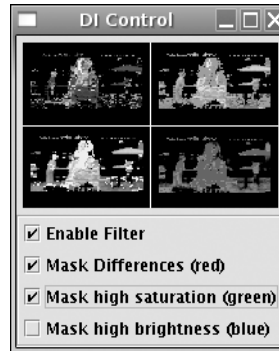 DI Control
Enable Filter
Mask Differences (red)
Mask high saturation (green)
Mask high brightness (blue)